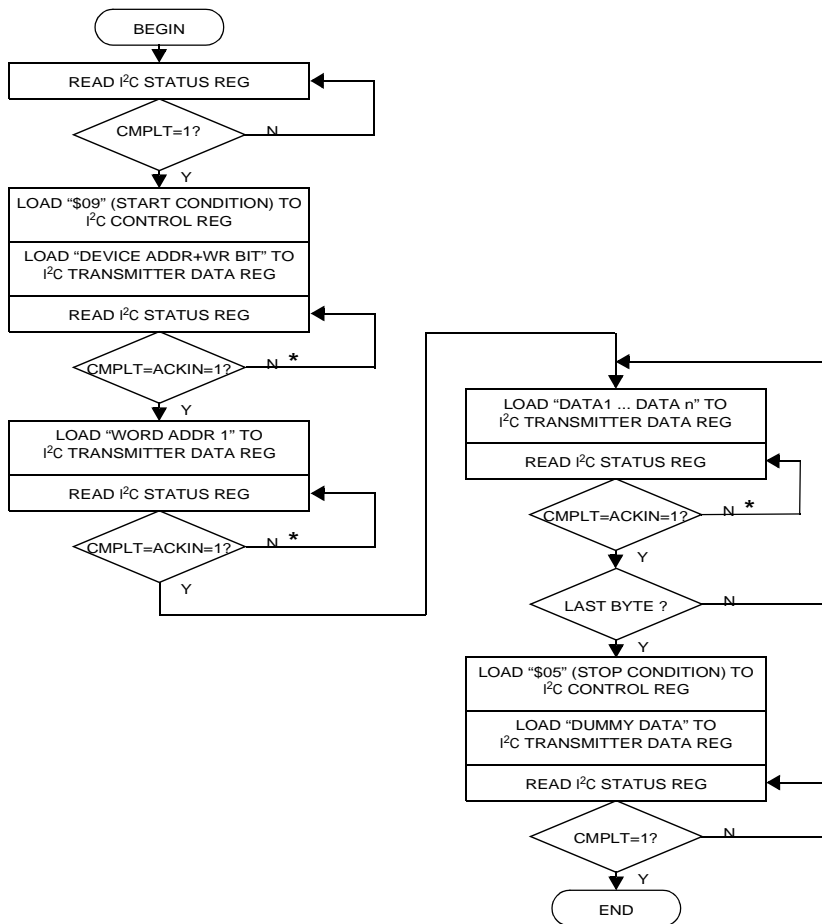 BEGIN
READ I²C STATUS REG
CMPLT=1?
N
Y
LOAD “$09” (START CONDITION) TO
I²C CONTROL REG
LOAD “DEVICE ADDR+WR BIT” TO
I²C TRANSMITTER DATA REG
READ I²C STATUS REG
CMPLT=ACKIN=1?
N *
Y
LOAD “WORD ADDR 1” TO
I²C TRANSMITTER DATA REG
READ I²C STATUS REG
CMPLT=ACKIN=1?
N *
Y
LOAD “DATA1 ... DATA n” TO
I²C TRANSMITTER DATA REG
READ I²C STATUS REG
CMPLT=ACKIN=1?
N *
Y
LAST BYTE ?
N
Y
LOAD “$05” (STOP CONDITION) TO
I²C CONTROL REG
LOAD “DUMMY DATA” TO
I²C TRANSMITTER DATA REG
READ I²C STATUS REG
CMPLT=1?
N
Y
END